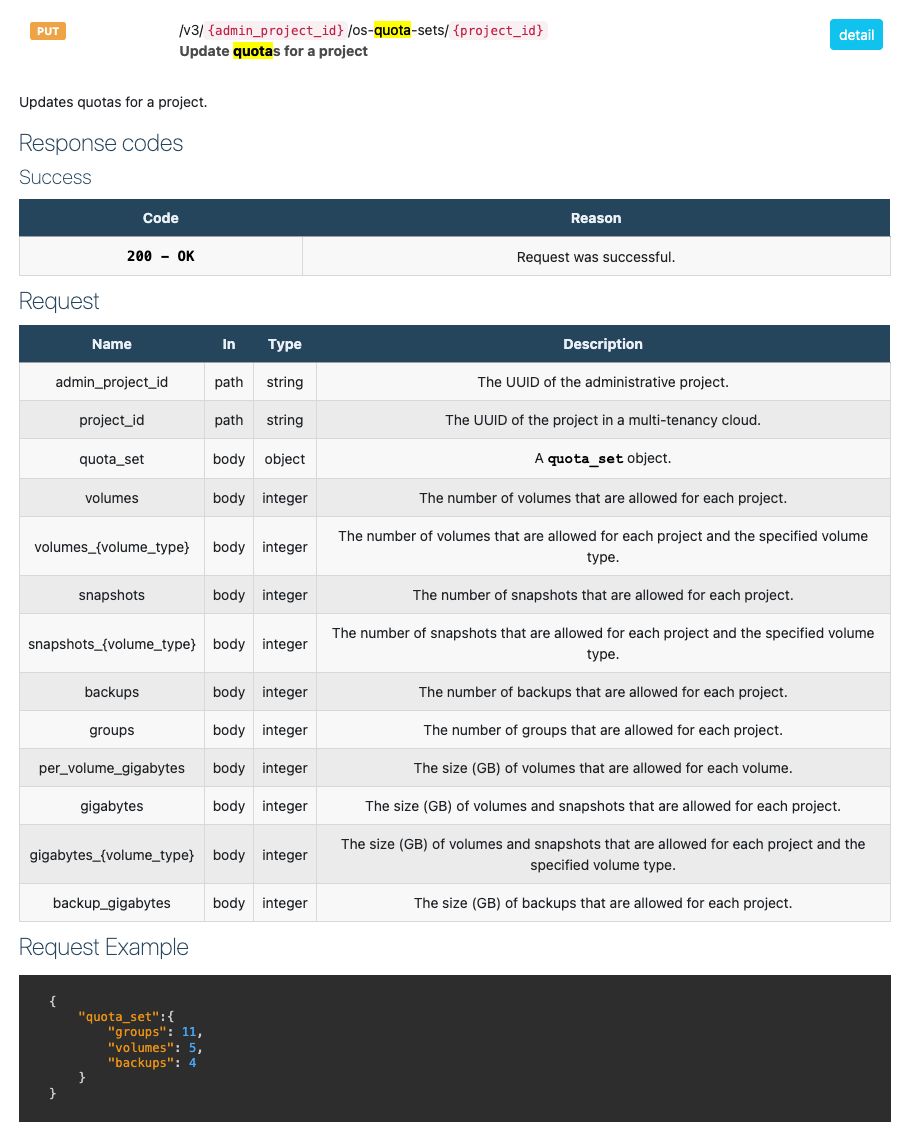 PUT
/v3/{admin_project_id}/os-quota-sets/{project_id}
detail
Update quotas for a project
Updates quotas for a project.
Response codes
Success
Code Reason
200 - OK Request was successful.
Request
Name In Type Description
admin_project_id path string The UUID of the administrative project.
project_id path string The UUID of the project in a multi-tenancy cloud.
quota_set body object A quota_set object.
volumes body integer The number of volumes that are allowed for each project.
volumes_{volume_type} body integer The number of volumes that are allowed for each project and the specified volume
type.
snapshots body integer The number of snapshots that are allowed for each project.
snapshots_{volume_type} body integer The number of snapshots that are allowed for each project and the specified volume
type.
backups body integer The number of backups that are allowed for each project.
groups body integer The number of groups that are allowed for each project.
per_volume_gigabytes body integer The size (GB) of volumes that are allowed for each volume.
gigabytes body integer The size (GB) of volumes and snapshots that are allowed for each project.
gigabytes_{volume_type} body integer The size (GB) of volumes and snapshots that are allowed for each project and the
specified volume type.
backup_gigabytes body integer The size (GB) of backups that are allowed for each project.
Request Example
{
    "quota_set":{
        "groups": 11,
        "volumes": 5,
        "backups": 4
    }
}